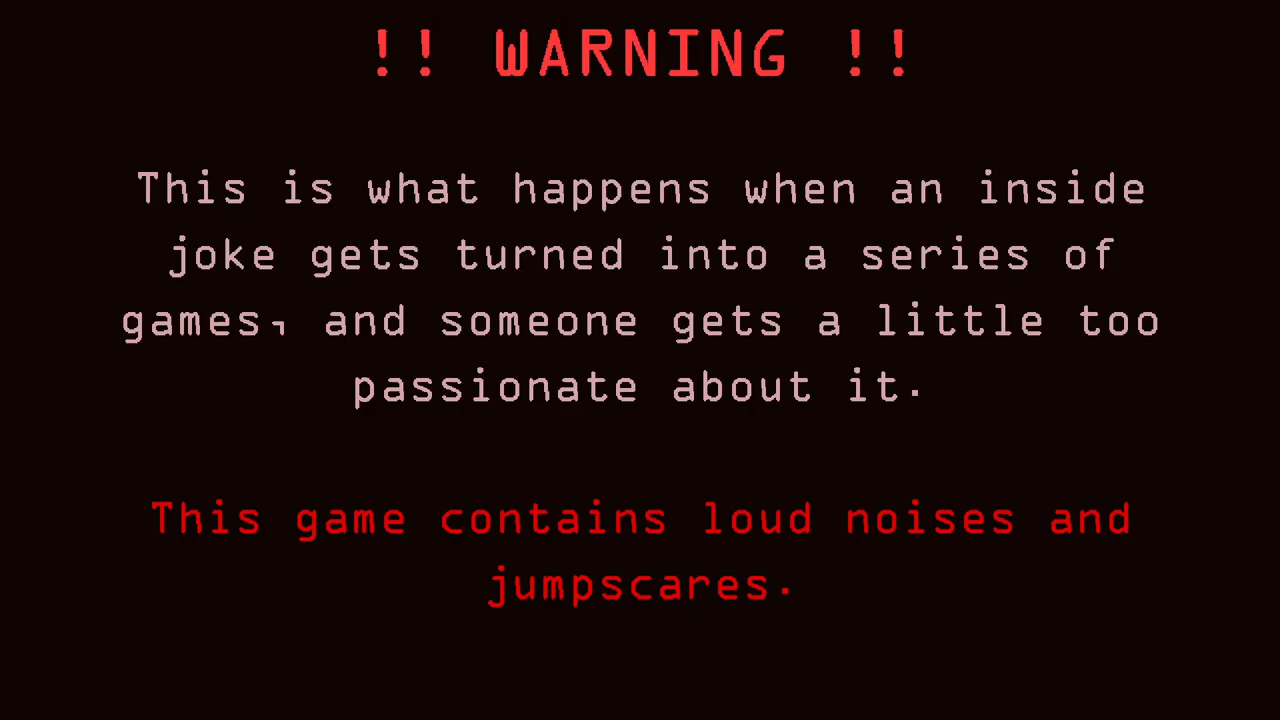 !! WARNING !!
This is what happens when an inside
joke gets turned into a series of
games, and someone gets a little too
passionate about it.
This game contains loud noises and
jumpscares.